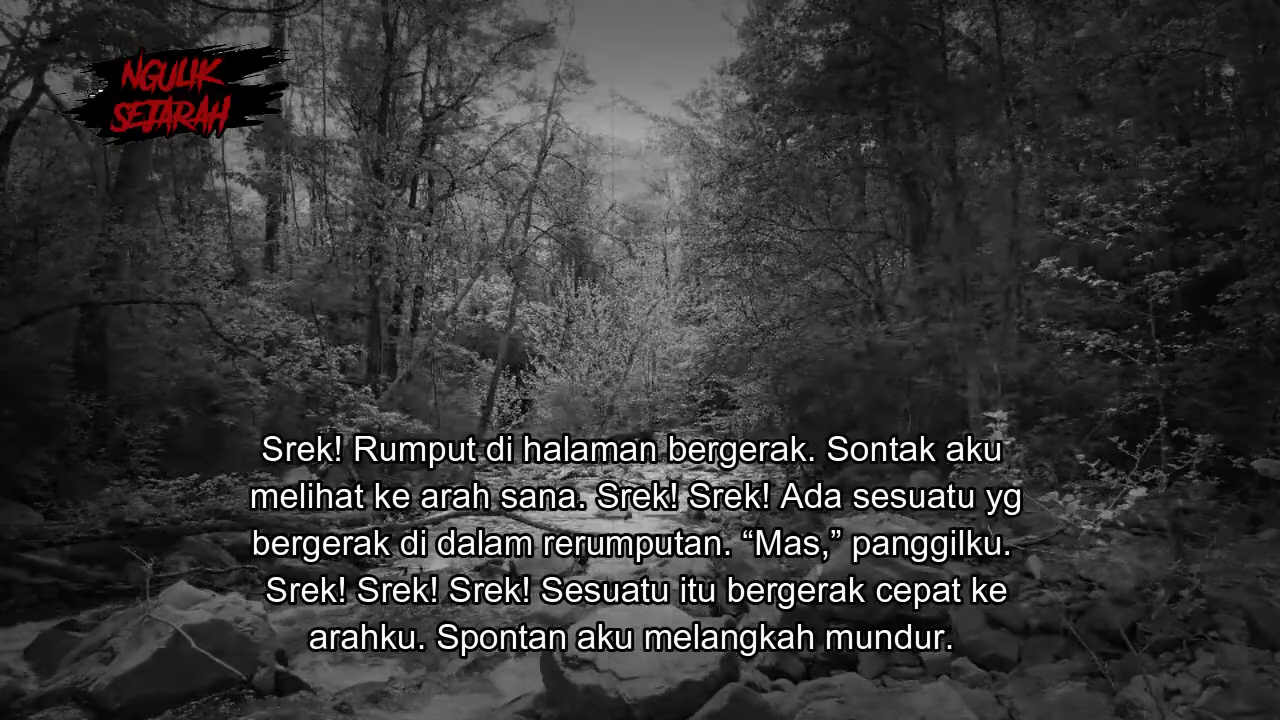 NGULIK
SEJARAH
Srek! Rumput di halaman bergerak. Sontak aku
melihat ke arah sana. Srek! Srek! Ada sesuatu yg
bergerak di dalam rerumputan. “Mas,” panggilku.
Srek! Srek! Srek! Sesuatu itu bergerak cepat ke
arahku. Spontan aku melangkah mundur.